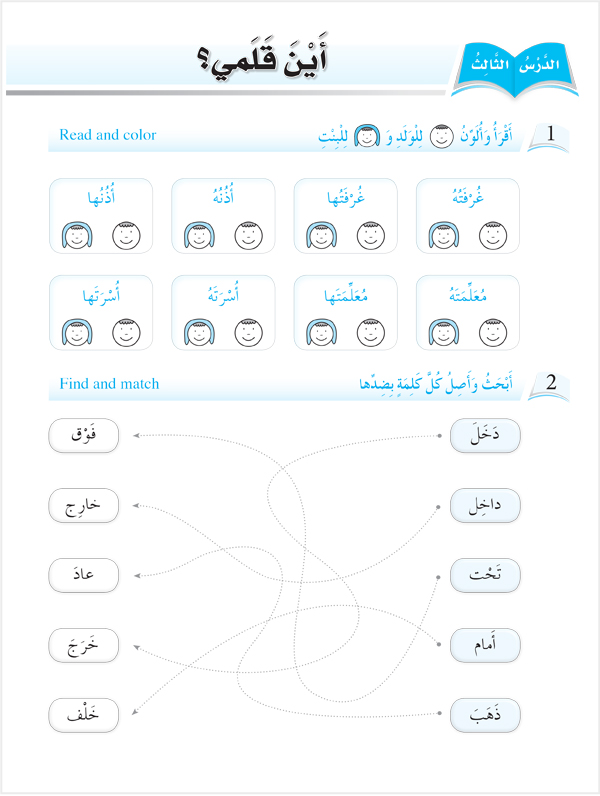 الدَّرْسُ الثَّالِثُ
أَيْنَ قَلَمي؟
1 أَقْرَأُ وَأُلَوِّنُ لِلْوَلَدِ وَ لِلْبِنْتِ Read and color
غُرْفَتُهُ غُرْفَتُها أُذُنُهُ أُذُنُها
مُعَلِّمَتُهُ مُعَلِّمَتُها أُسْرَتُهُ أُسْرَتُها
2 أَبْحَثُ وَأَصِلُ كُلَّ كَلِمَةٍ بِضِدِّها Find and match
دَخَلَ فَوْق
داخِل خارِج
تَحْت عادَ
أَمام خَرَجَ
ذَهَبَ خَلْف